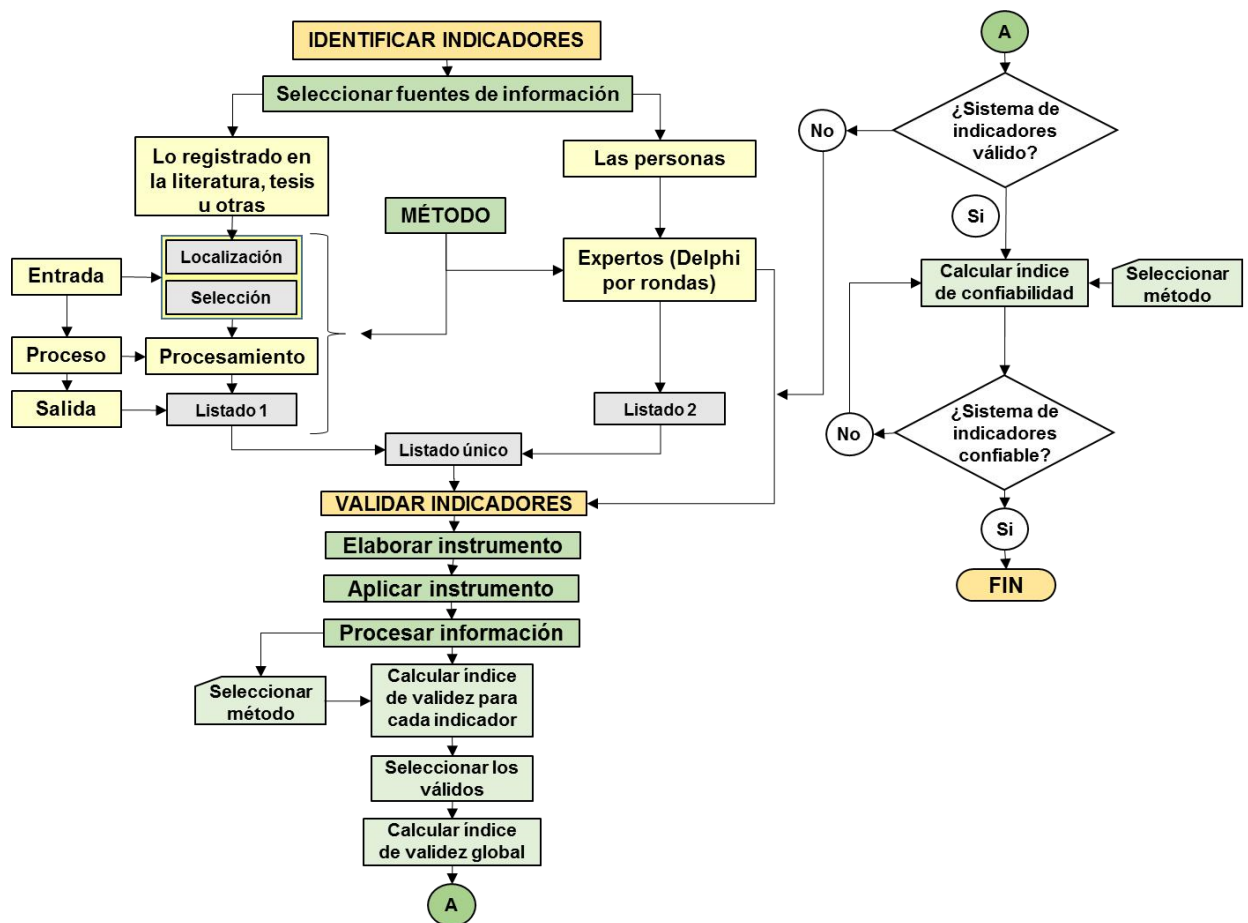 IDENTIFICAR INDICADORES
Seleccionar fuentes de información
Lo registrado en
la literatura, tesis
u otras
Las personas
MÉTODO
Localización
Selección
Entrada
Expertos (Delphi
por rondas)
Proceso
Procesamiento
Salida
Listado 1
Listado 2
Listado único
VALIDAR INDICADORES
Elaborar instrumento
Aplicar instrumento
Procesar información
Seleccionar
método
Calcular índice
de validez para
cada indicador
Seleccionar los
válidos
Calcular índice
de validez global
A
A
¿Sistema de
indicadores
válido?
No
Si
Calcular índice
de confiabilidad
Seleccionar
método
¿Sistema de
indicadores
confiable?
No
Si
FIN